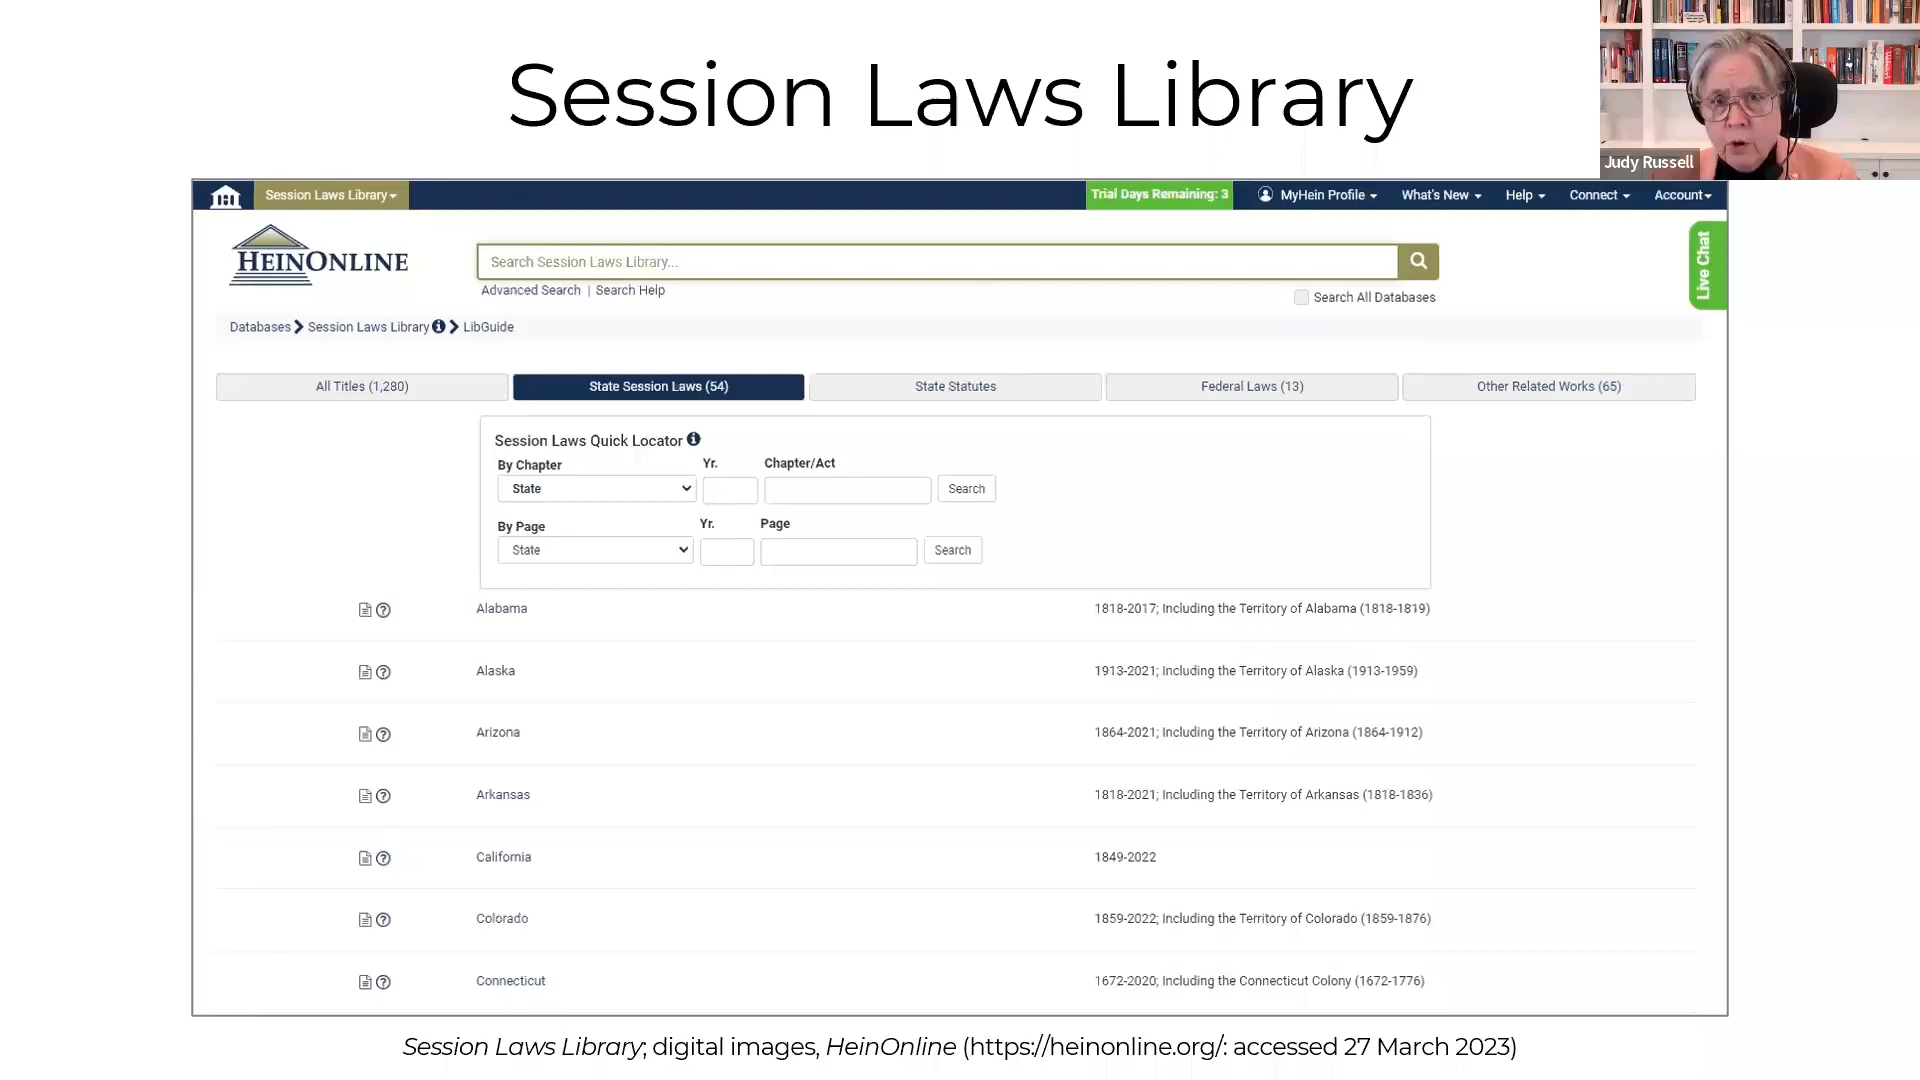 Session Laws Library
Judy Russell
Session Laws Library
Trial Days Remaining: 3
MyHein Profile
What's New
Help
Connect
Account
HEINONLINE
Search Session Laws Library...
Advanced Search | Search Help
Search All Databases
Live Chat
Databases Session Laws Library LibGuide
All Titles (1,280)
State Session Laws (54)
State Statutes
Federal Laws (13)
Other Related Works (65)
Session Laws Quick Locator
By Chapter Yr. Chapter/Act
State Search
By Page Yr. Page
State Search
Alabama 1818-2017; Including the Territory of Alabama (1818-1819)
Alaska 1913-2021; Including the Territory of Alaska (1913-1959)
Arizona 1864-2021; Including the Territory of Arizona (1864-1912)
Arkansas 1818-2021; Including the Territory of Arkansas (1818-1836)
California 1849-2022
Colorado 1859-2022; Including the Territory of Colorado (1859-1876)
Connecticut 1672-2020; Including the Connecticut Colony (1672-1776)
Session Laws Library; digital images, HeinOnline (https://heinonline.org/: accessed 27 March 2023)